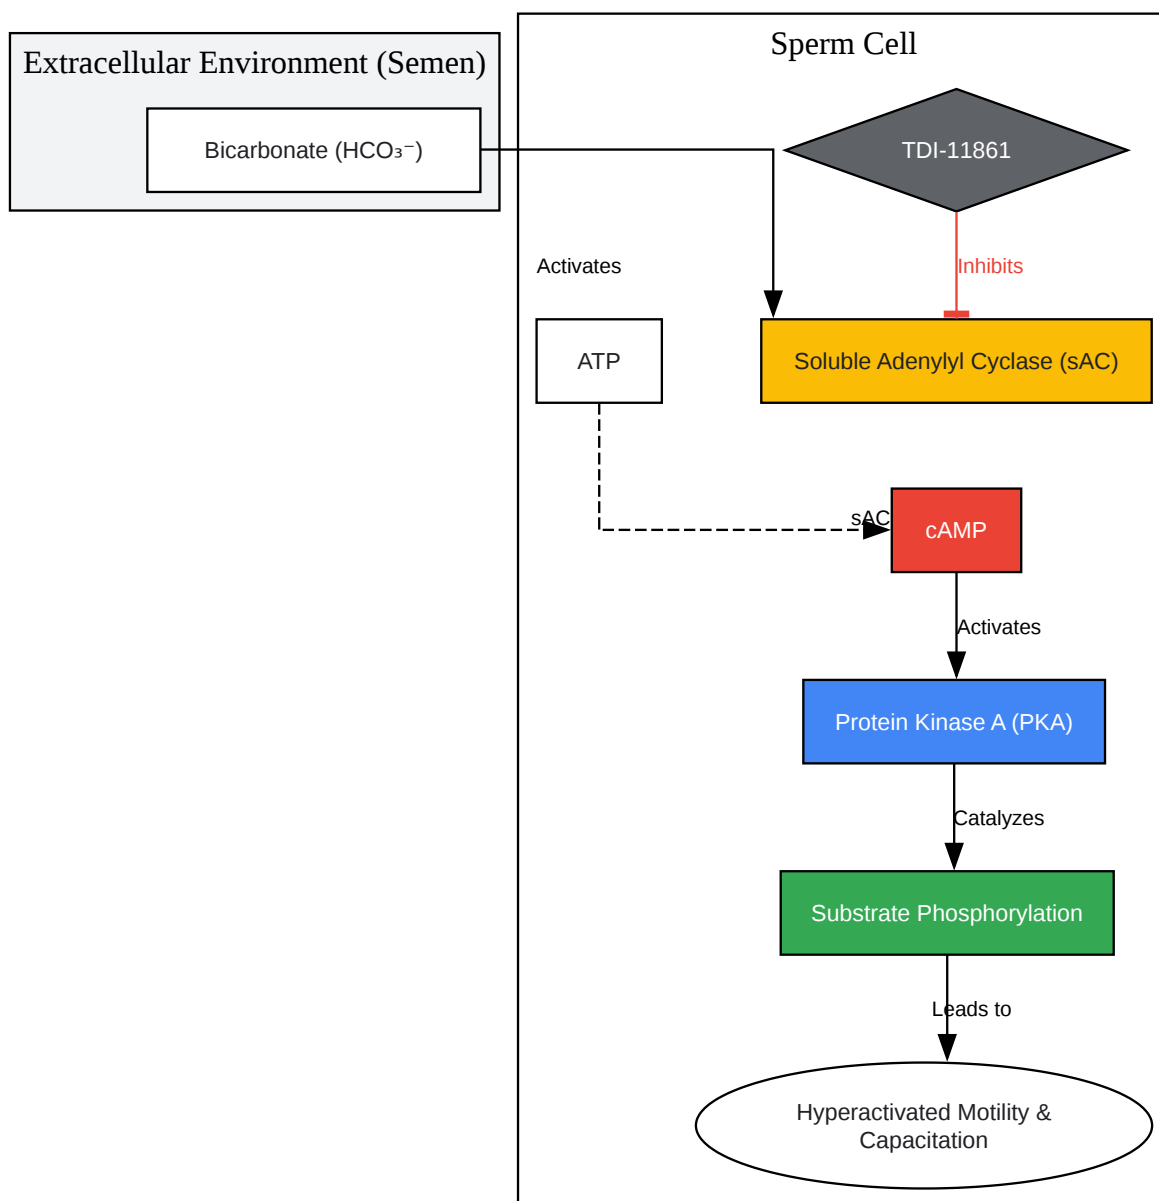 Extracellular Environment (Semen)
Bicarbonate (HCO₃⁻)
Sperm Cell
TDI-11861
Activates
Inhibits
ATP
Soluble Adenylyl Cyclase (sAC)
sAC
cAMP
Activates
Protein Kinase A (PKA)
Catalyzes
Substrate Phosphorylation
Leads to
Hyperactivated Motility &
Capacitation